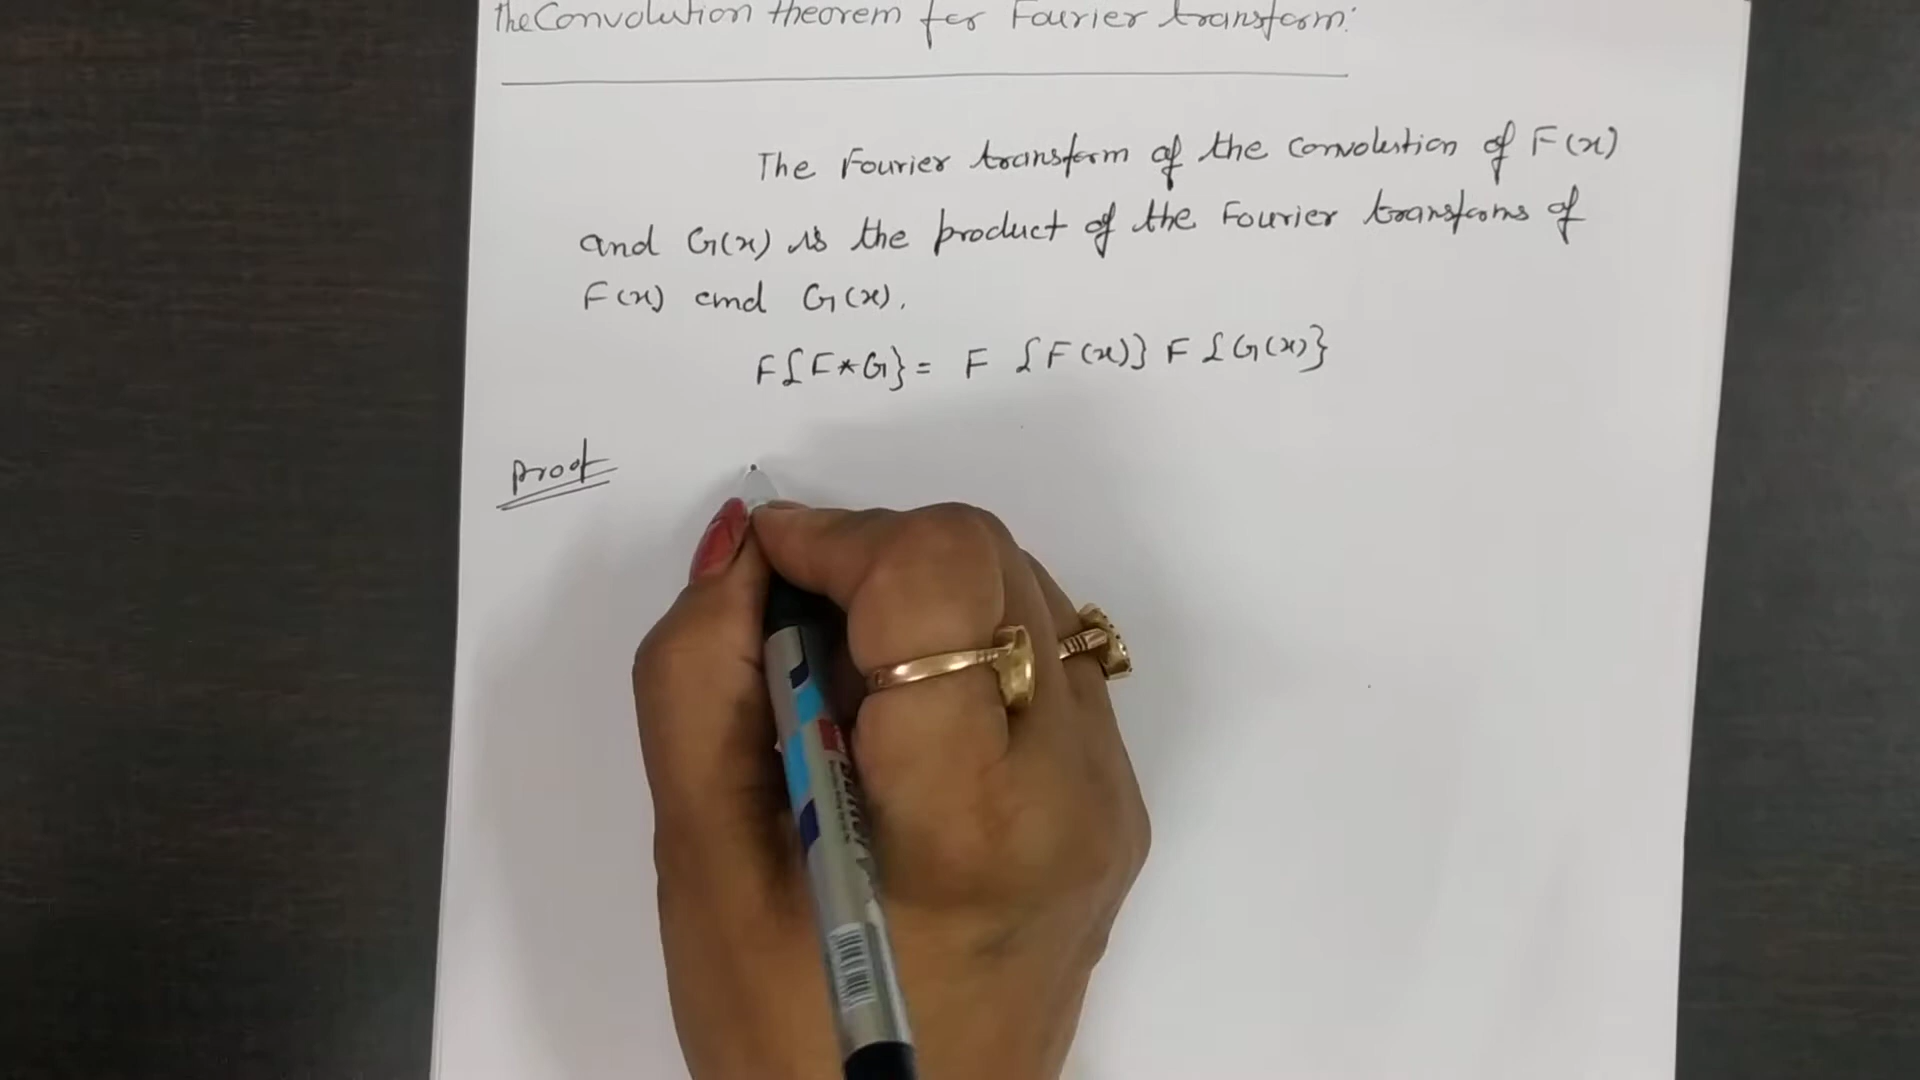 The Convolution theorem for Fourier transform:
The Fourier transform of the convolution of F(x)
and G(x) is the product of the Fourier transforms of
F(x) and G(x).
F{F*G} = F {F(x)} F {G(x)}
Proof